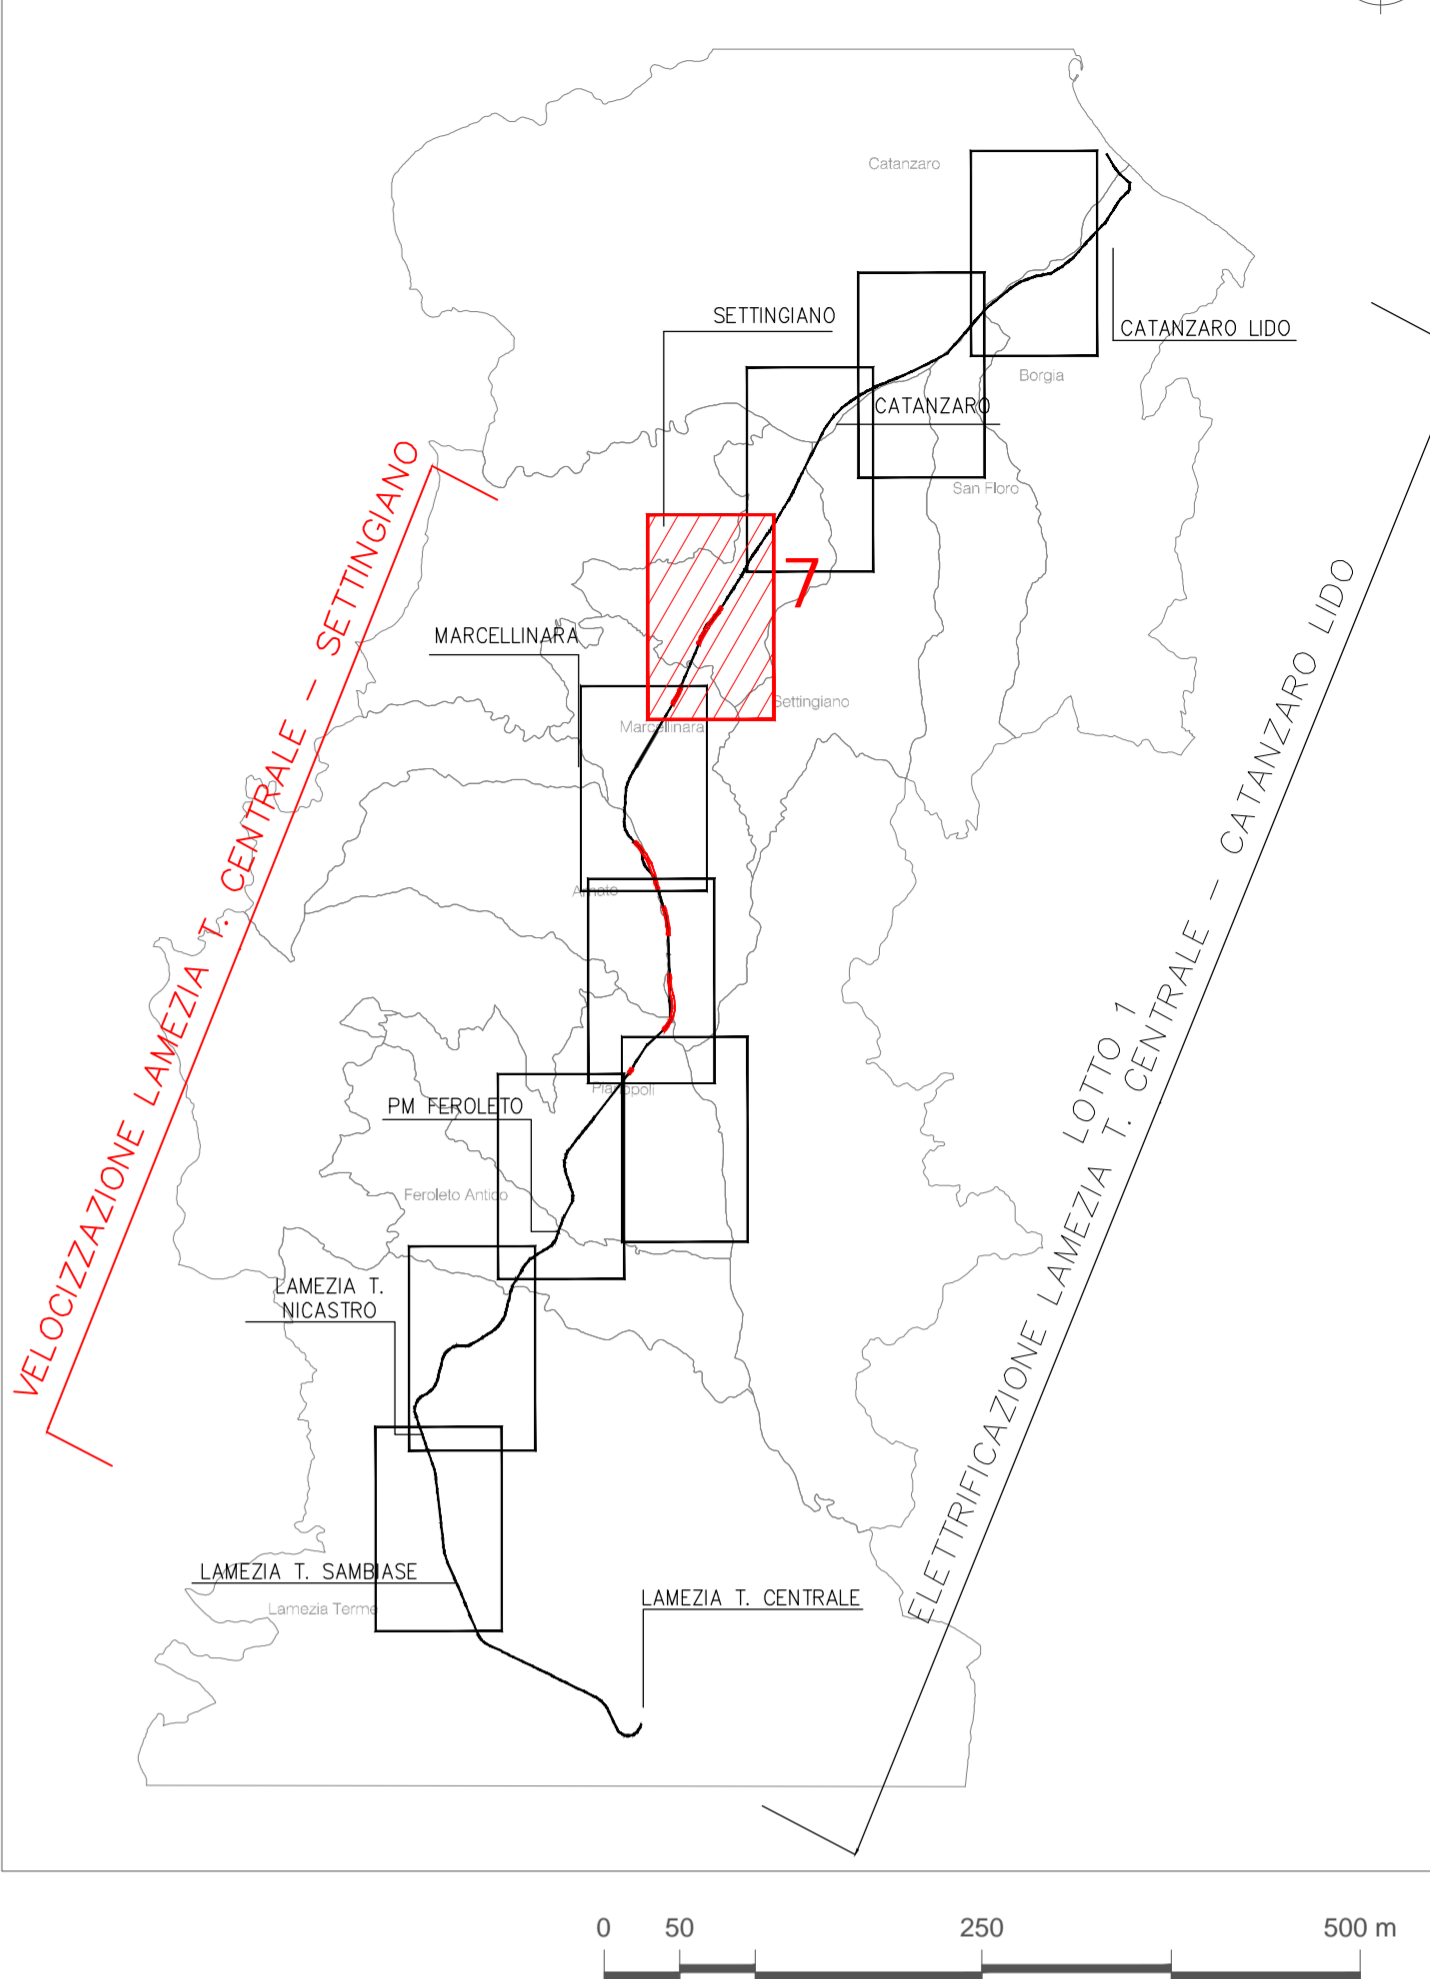 Catanzaro
SETTINGIANO
CATANZARO LIDO
Borgia
CATANZARO
San Floro
7
MARCELLINARA
Settingiano
Marcellinara
VELOCIZZAZIONE LAMEZIA T. CENTRALE - SETTINGIANO
Amato
LOTTO 1
ELETTRIFICAZIONE LAMEZIA T. CENTRALE - CATANZARO LIDO
Pianopoli
PM FEROLETO
Feroleto Antico
LAMEZIA T.
NICASTRO
LAMEZIA T. SAMBIASE
Lamezia Terme
LAMEZIA T. CENTRALE
0 50 250 500 m